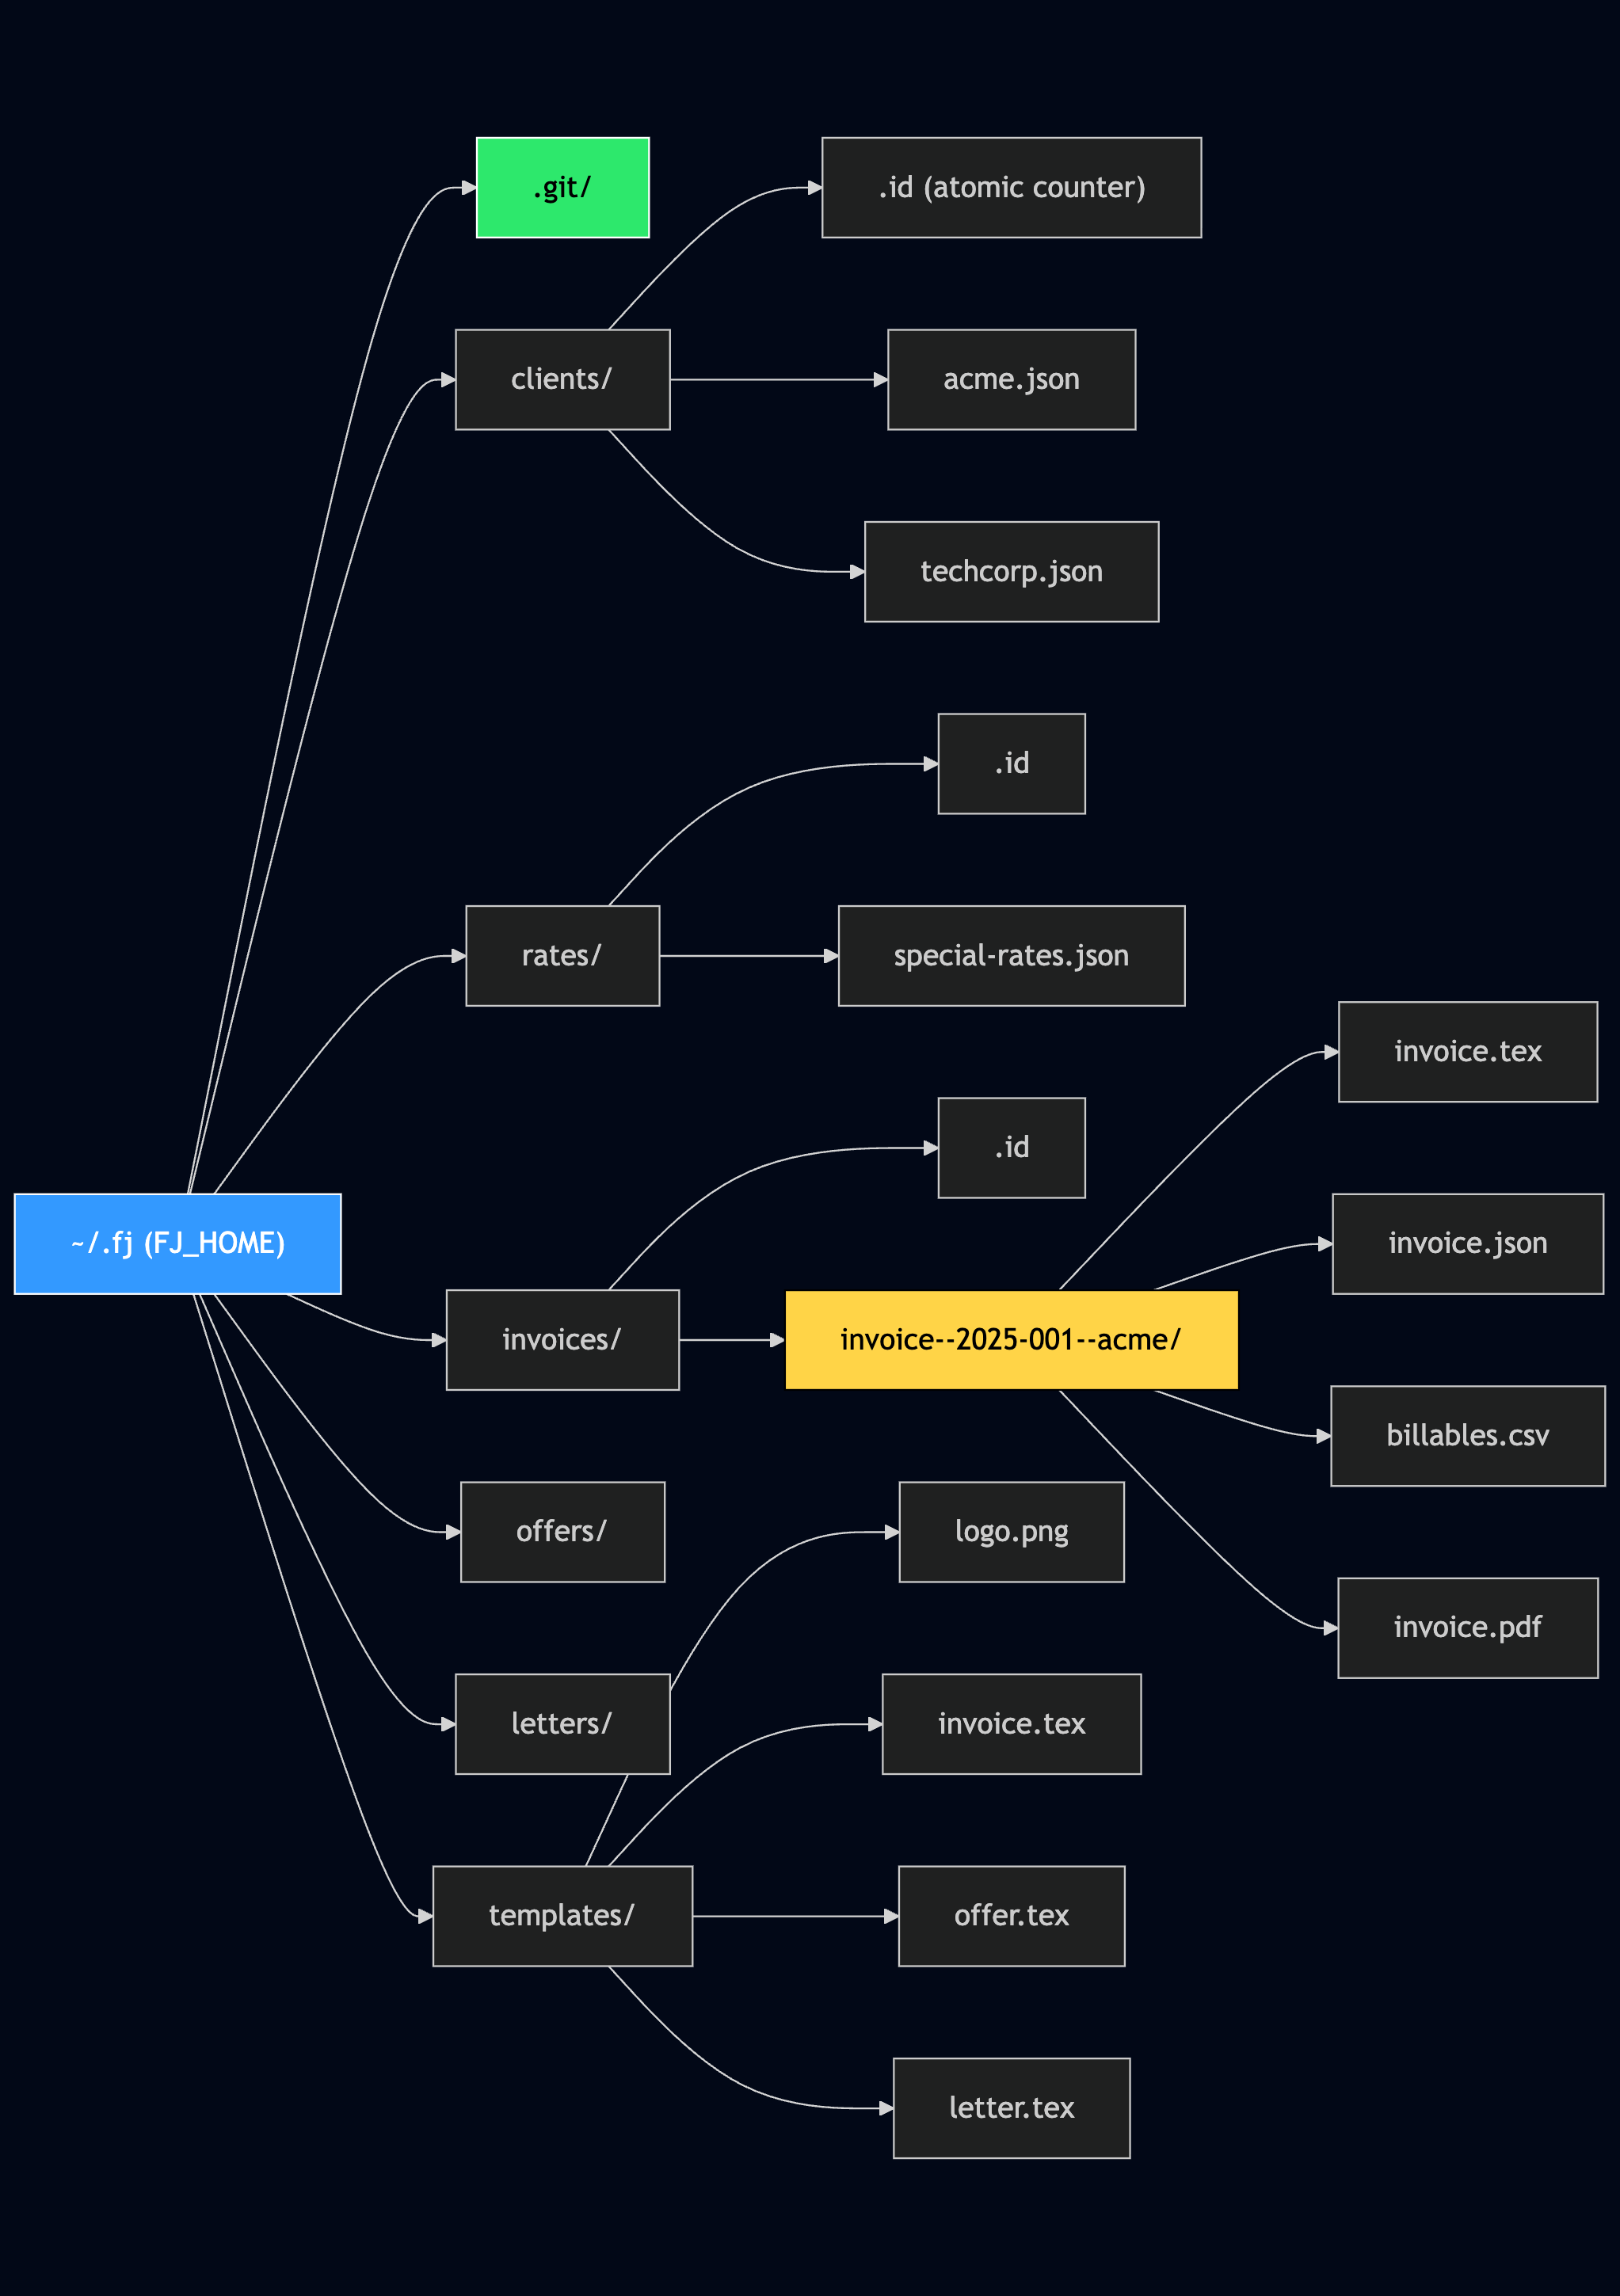 .git/
.id (atomic counter)
clients/
acme.json
techcorp.json
.id
rates/
special-rates.json
invoice.tex
.id
~/.fj (FJ_HOME)
invoice.json
invoices/
invoice--2025-001--acme/
billables.csv
offers/
logo.png
invoice.pdf
letters/
invoice.tex
templates/
offer.tex
letter.tex